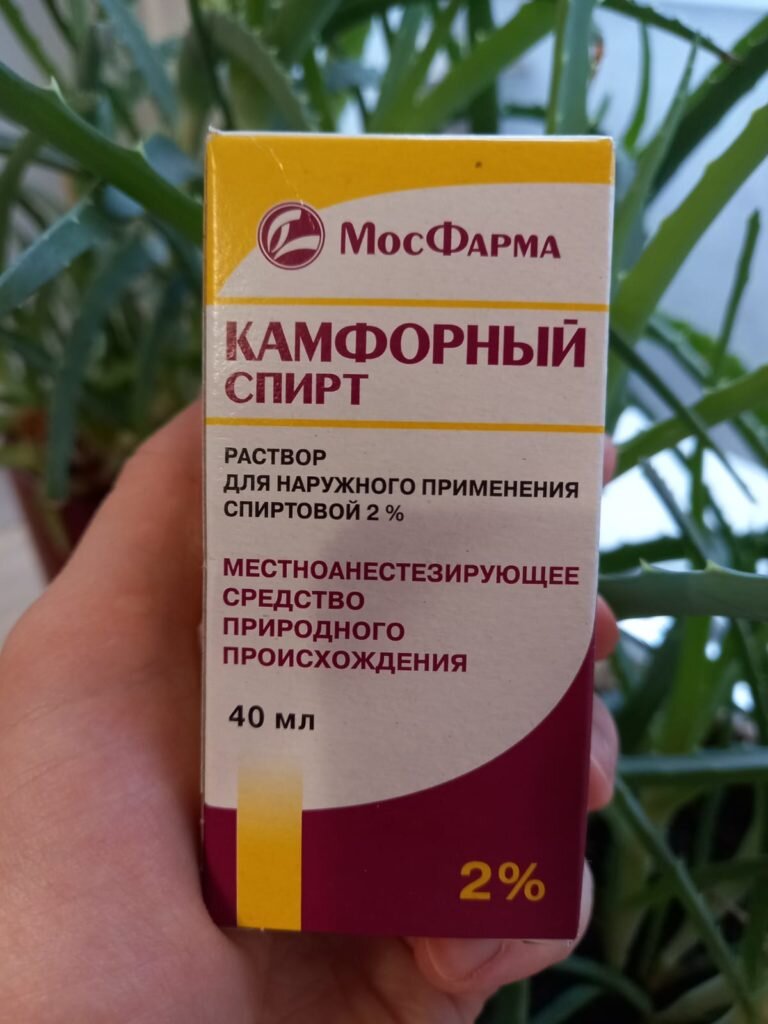 МосФарма
КАМФОРНЫЙ
СПИРТ
РАСТВОР
ДЛЯ НАРУЖНОГО ПРИМЕНЕНИЯ
СПИРТОВОЙ 2 %
МЕСТНОАНЕСТЕЗИРУЮЩЕЕ
СРЕДСТВО
ПРИРОДНОГО
ПРОИСХОЖДЕНИЯ
40 мл
2%